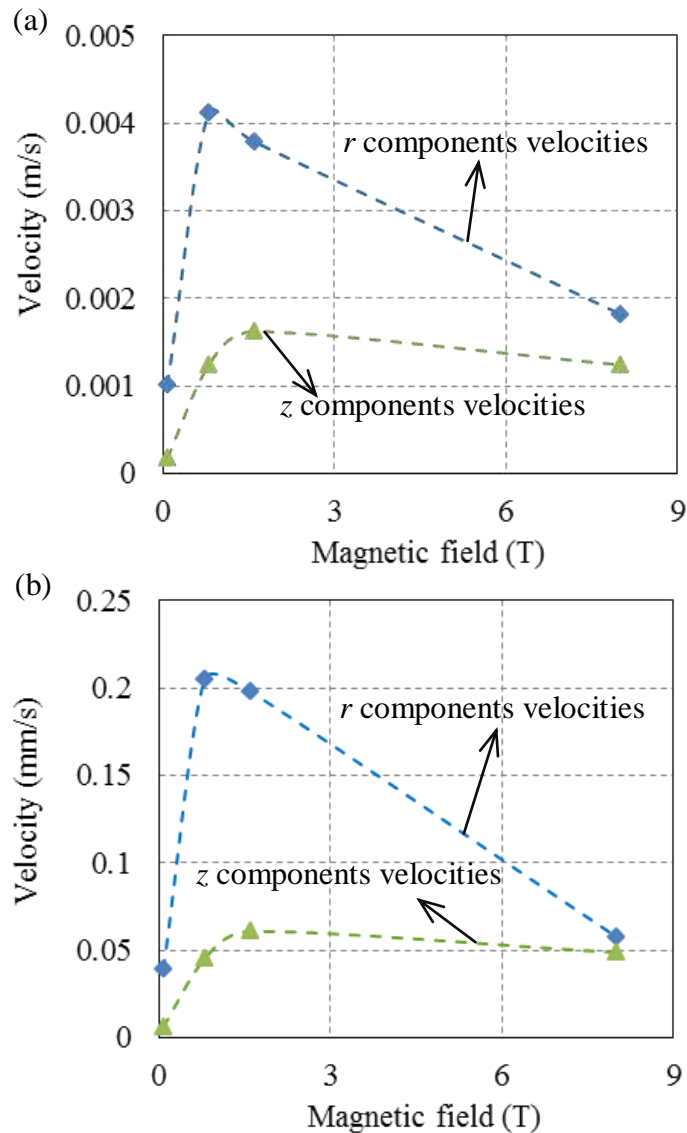 (a)
0.005
0.004
0.003
0.002
0.001
0
Velocity (m/s)
r components velocities
z components velocities
0 3 6 9
Magnetic field (T)
(b)
0.25
0.2
0.15
0.1
0.05
0
Velocity (mm/s)
r components velocities
z components velocities
0 3 6 9
Magnetic field (T)